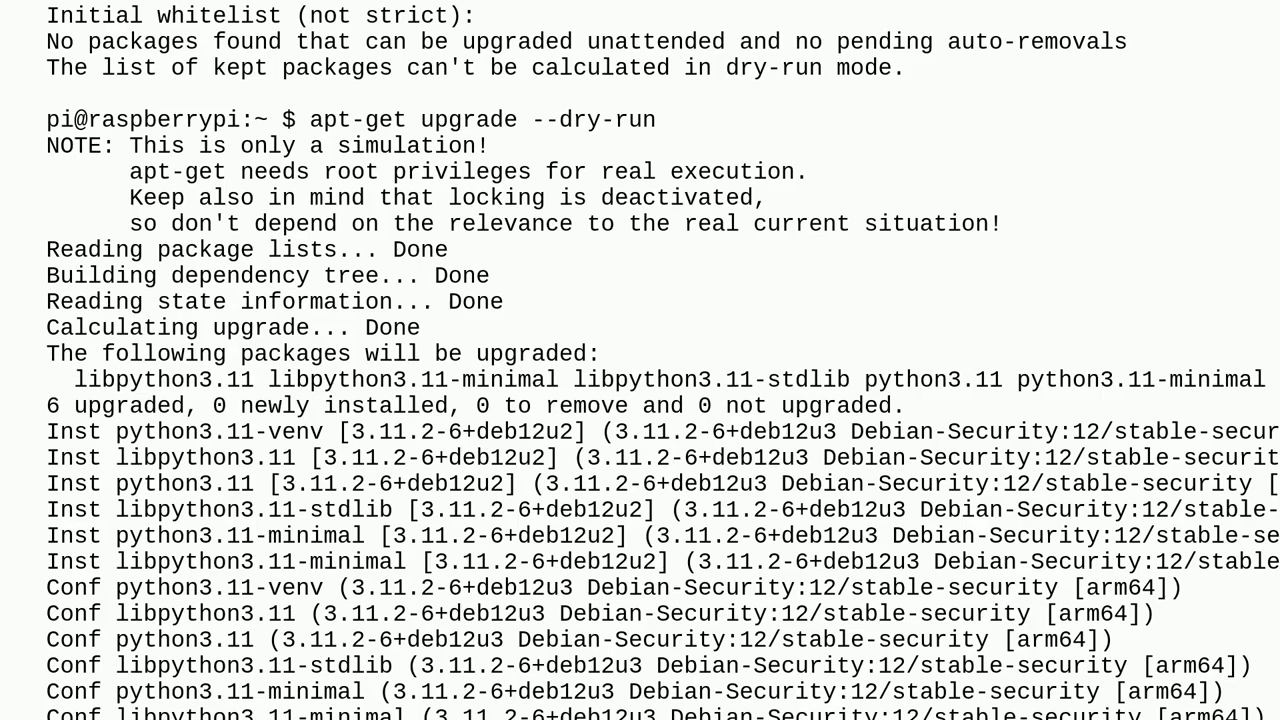 Initial whitelist (not strict):
No packages found that can be upgraded unattended and no pending auto-removals
The list of kept packages can't be calculated in dry-run mode.
pi@raspberrypi:~ $ apt-get upgrade --dry-run
NOTE: This is only a simulation!
apt-get needs root privileges for real execution.
Keep also in mind that locking is deactivated,
so don't depend on the relevance to the real current situation!
Reading package lists... Done
Building dependency tree... Done
Reading state information... Done
Calculating upgrade... Done
The following packages will be upgraded:
libpython3.11 libpython3.11-minimal libpython3.11-stdlib python3.11 python3.11-minimal
6 upgraded, 0 newly installed, 0 to remove and 0 not upgraded.
Inst python3.11-venv [3.11.2-6+deb12u2] (3.11.2-6+deb12u3 Debian-Security:12/stable-secur
Inst libpython3.11 [3.11.2-6+deb12u2] (3.11.2-6+deb12u3 Debian-Security:12/stable-securit
Inst python3.11 [3.11.2-6+deb12u2] (3.11.2-6+deb12u3 Debian-Security:12/stable-security [
Inst libpython3.11-stdlib [3.11.2-6+deb12u2] (3.11.2-6+deb12u3 Debian-Security:12/stable-
Inst python3.11-minimal [3.11.2-6+deb12u2] (3.11.2-6+deb12u3 Debian-Security:12/stable-se
Inst libpython3.11-minimal [3.11.2-6+deb12u2] (3.11.2-6+deb12u3 Debian-Security:12/stable
Conf python3.11-venv (3.11.2-6+deb12u3 Debian-Security:12/stable-security [arm64])
Conf libpython3.11 (3.11.2-6+deb12u3 Debian-Security:12/stable-security [arm64])
Conf python3.11 (3.11.2-6+deb12u3 Debian-Security:12/stable-security [arm64])
Conf libpython3.11-stdlib (3.11.2-6+deb12u3 Debian-Security:12/stable-security [arm64])
Conf python3.11-minimal (3.11.2-6+deb12u3 Debian-Security:12/stable-security [arm64])
Conf libpython3.11-minimal (3.11.2-6+deb12u3 Debian-Security:12/stable-security [arm64])